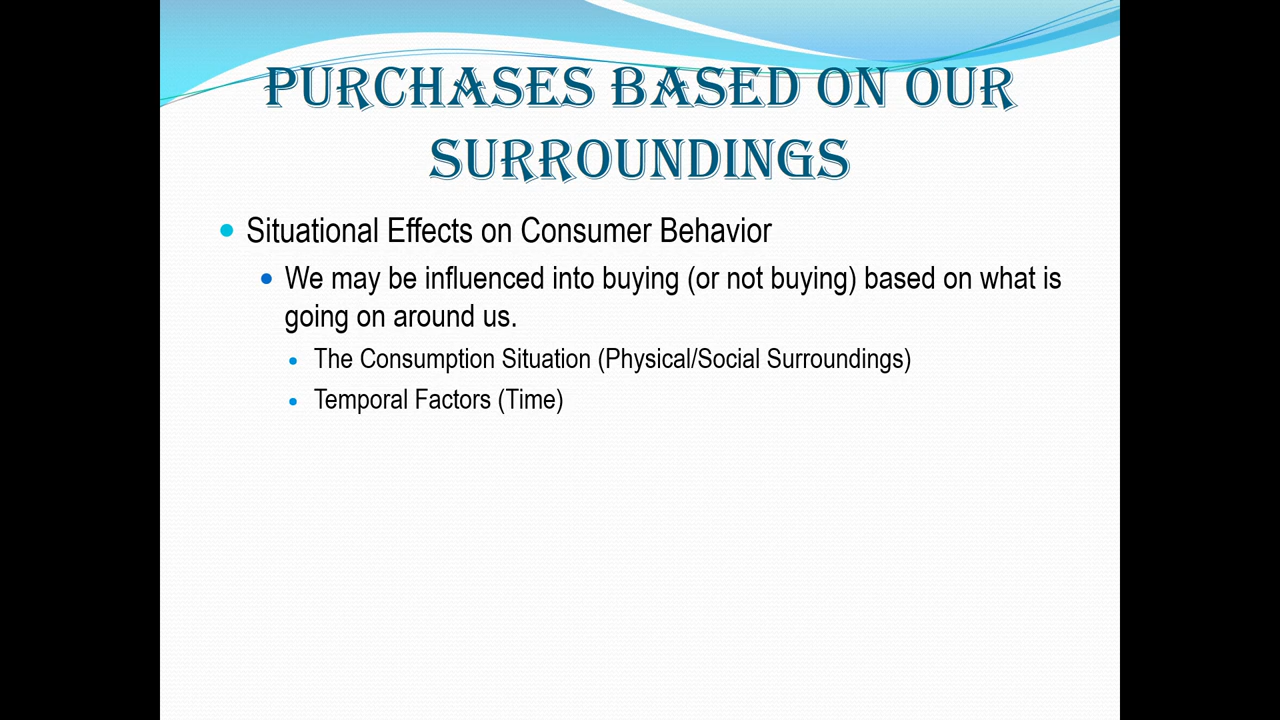 PURCHASES BASED ON OUR
SURROUNDINGS
Situational Effects on Consumer Behavior
We may be influenced into buying (or not buying) based on what is
going on around us.
The Consumption Situation (Physical/Social Surroundings)
Temporal Factors (Time)